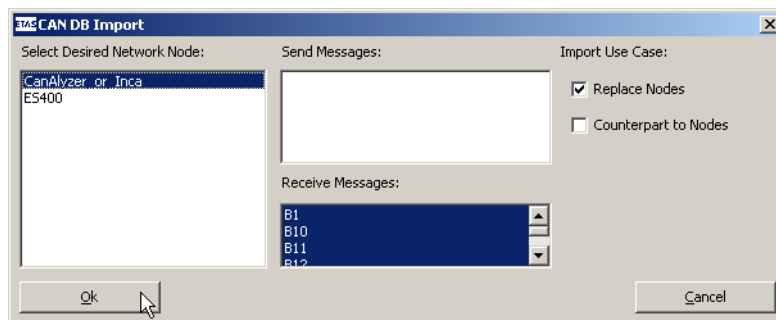 ETAS CAN DB Import
Select Desired Network Node:
CanAlyzer_or_Inca
ES400
Send Messages:
Receive Messages:
B1
B10
B11
B12
Import Use Case:
Replace Nodes
Counterpart to Nodes
Ok
Cancel